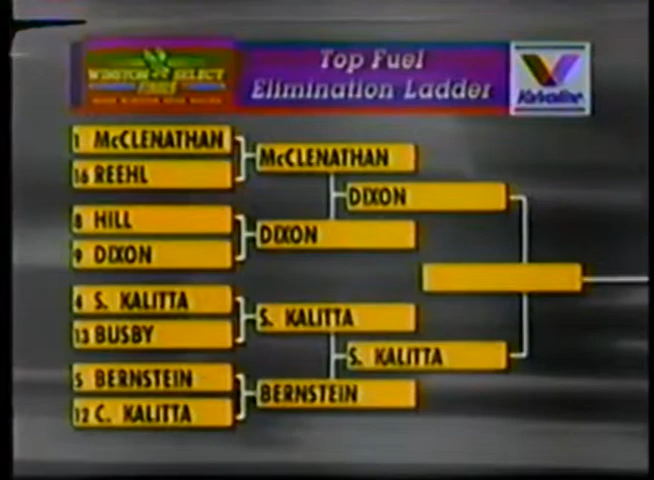 WINSTON SELECT
FINALS
Top Fuel
Elimination Ladder
Valvoline
1 McCLENATHAN
16 REEHL
McCLENATHAN
8 HILL
9 DIXON
DIXON
DIXON
4 S. KALITTA
13 BUSBY
S. KALITTA
5 BERNSTEIN
12 C. KALITTA
BERNSTEIN
S. KALITTA